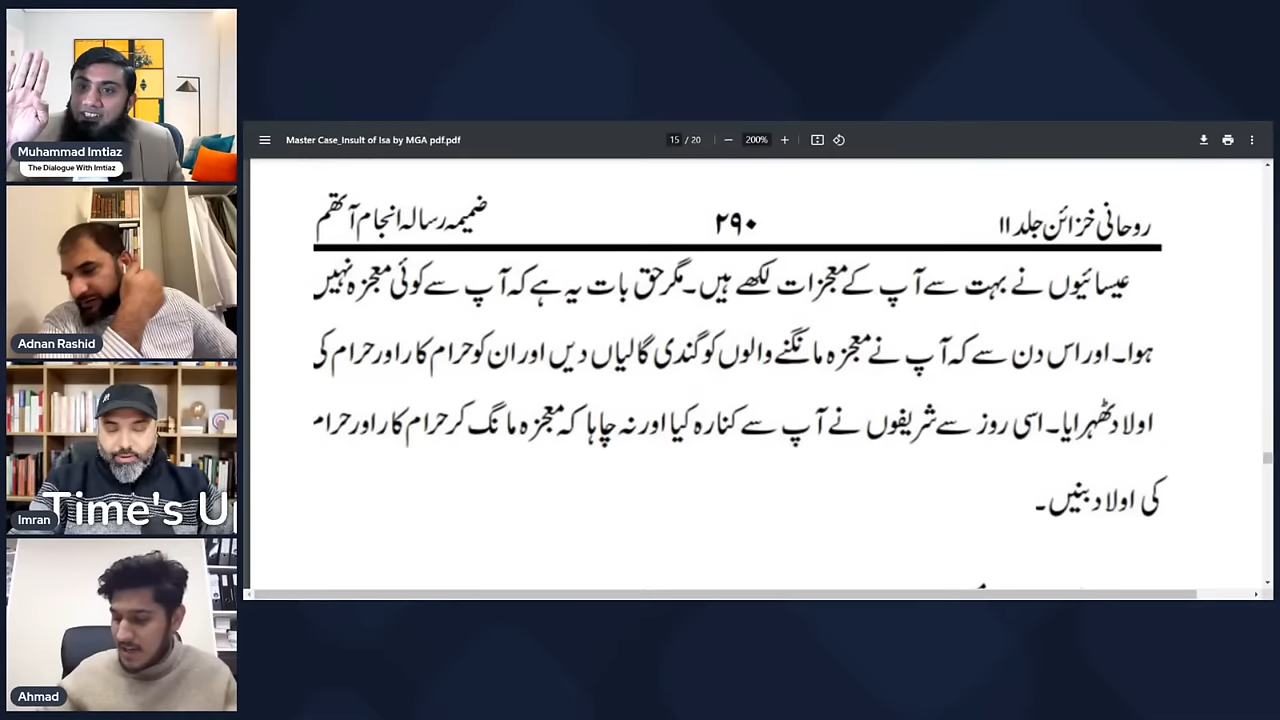 Muhammad Imtiaz
The Dialogue With Imtiaz
Adnan Rashid
Time's U
Imran
Ahmad
Master Case_Insult of Isa by MGA pdf.pdf
15 / 20
200%
روحانی خزائن جلد ۱۱
۲۹۰
ضمیمہ رسالہ انجام آتھم
عیسائیوں نے بہت سے آپ کے معجزات لکھے ہیں۔ مگر حق بات یہ ہے کہ آپ سے کوئی معجزہ نہیں
ہوا۔ اور اس دن سے کہ آپ نے معجزہ مانگنے والوں کو گندی گالیاں دیں اور ان کو حرام کار اور حرام کی
اولاد ٹھہرایا۔ اسی روز سے شریفوں نے آپ سے کنارہ کیا اور نہ چاہا کہ معجزہ مانگ کر حرام کار اور حرام
کی اولاد بنیں۔